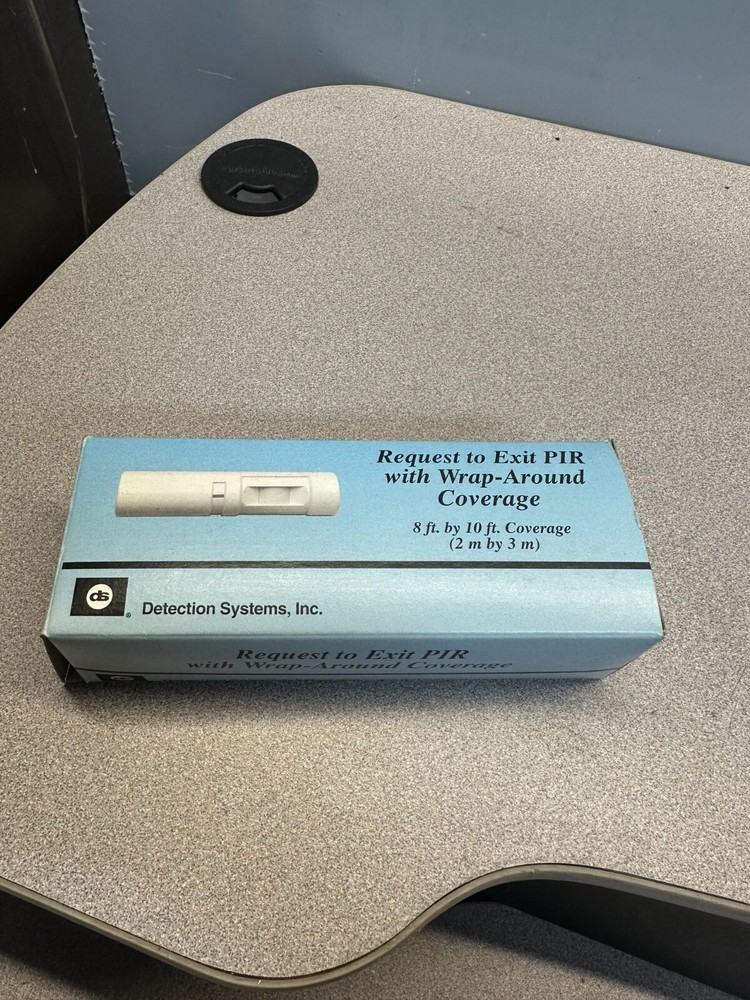 Request to Exit PIR
with Wrap-Around
Coverage
8 ft. by 10 ft. Coverage
(2 m by 3 m)
ds ®
Detection Systems, Inc.
Request to Exit PIR
with Wrap-Around Coverage